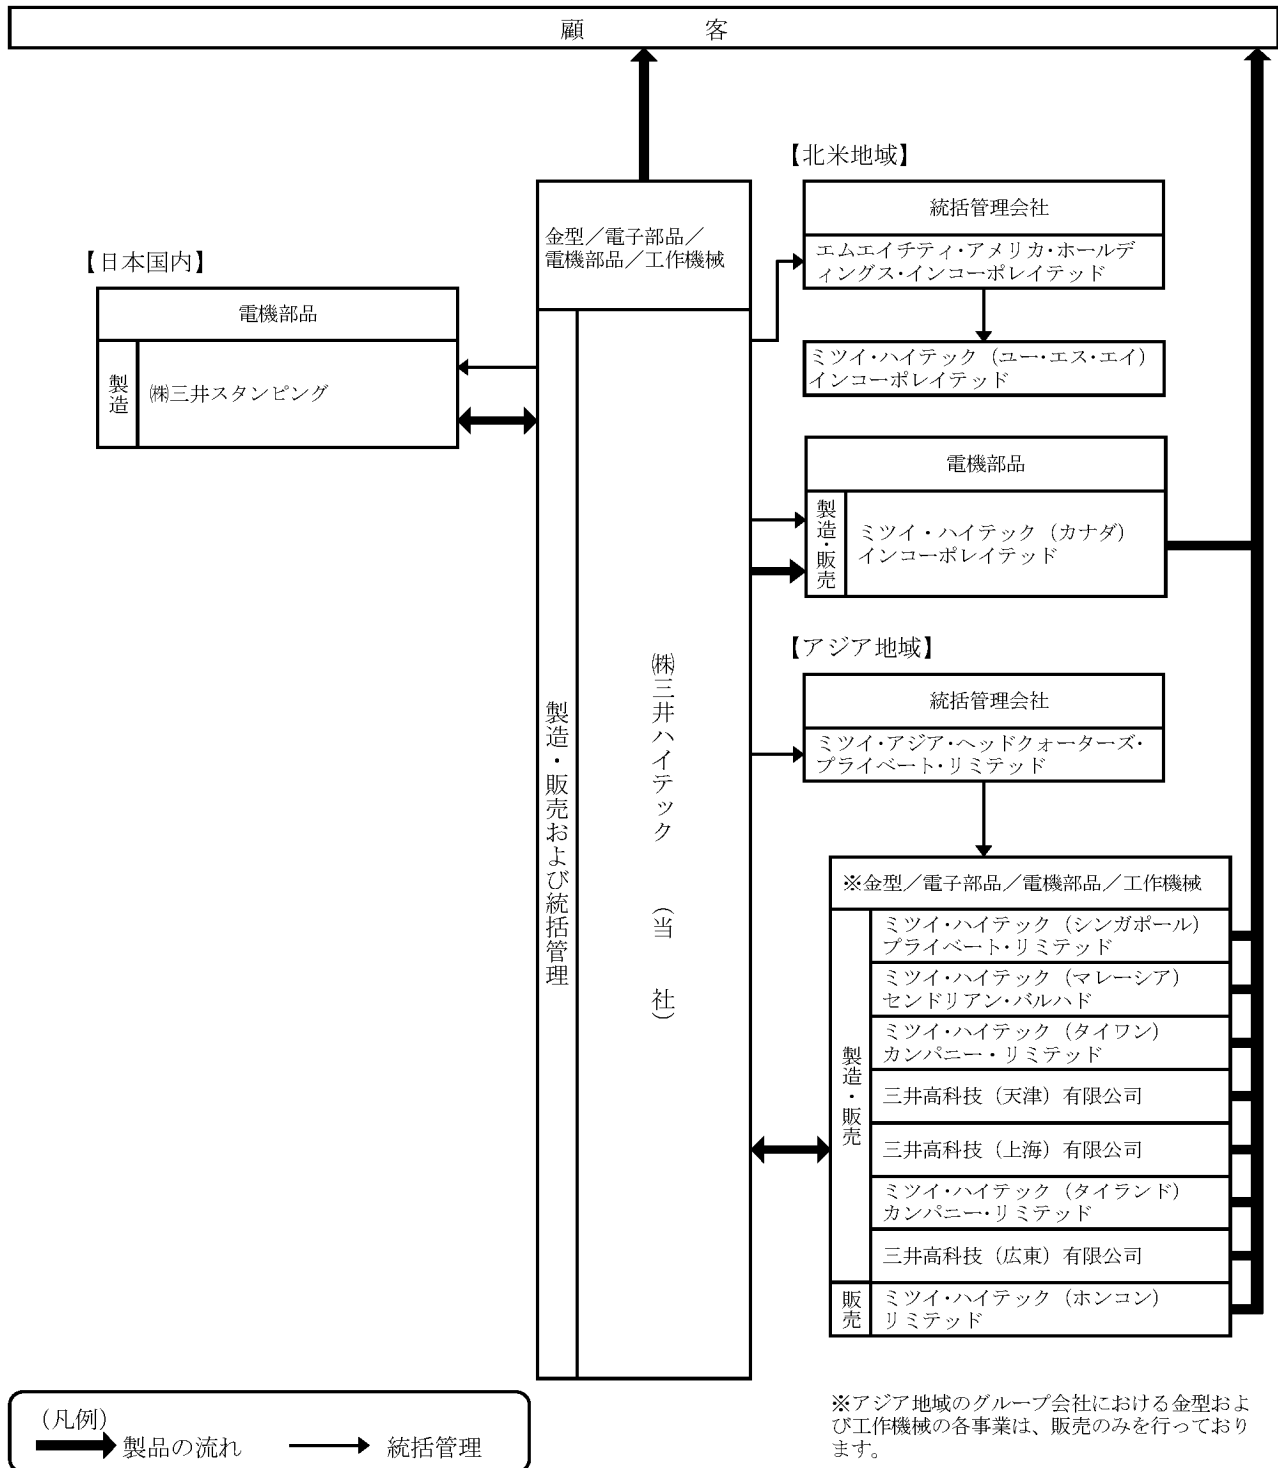 顧客
【北米地域】
統括管理会社
エムエイチティ・アメリカ・ホールデ
ィングス・インコーポレイテッド
ミツイ・ハイテック（ユー・エス・エイ）
インコーポレイテッド
金型／電子部品／
電機部品／工作機械
【日本国内】
電機部品
製造
㈱三井スタンピング
電機部品
製造・販売
ミツイ・ハイテック（カナダ）
インコーポレイテッド
【アジア地域】
統括管理会社
ミツイ・アジア・ヘッドクォーターズ・
プライベート・リミテッド
製造・販売および統括管理
㈱三井ハイテック（当社）
※金型／電子部品／電機部品／工作機械
製造・販売
ミツイ・ハイテック（シンガポール）
プライベート・リミテッド
ミツイ・ハイテック（マレーシア）
センドリアン・バルハド
ミツイ・ハイテック（タイワン）
カンパニー・リミテッド
三井高科技（天津）有限公司
三井高科技（上海）有限公司
ミツイ・ハイテック（タイランド）
カンパニー・リミテッド
三井高科技（広東）有限公司
販売
ミツイ・ハイテック（ホンコン）
リミテッド
（凡例）
製品の流れ
統括管理
※アジア地域のグループ会社における金型およ
び工作機械の各事業は、販売のみを行っており
ます。